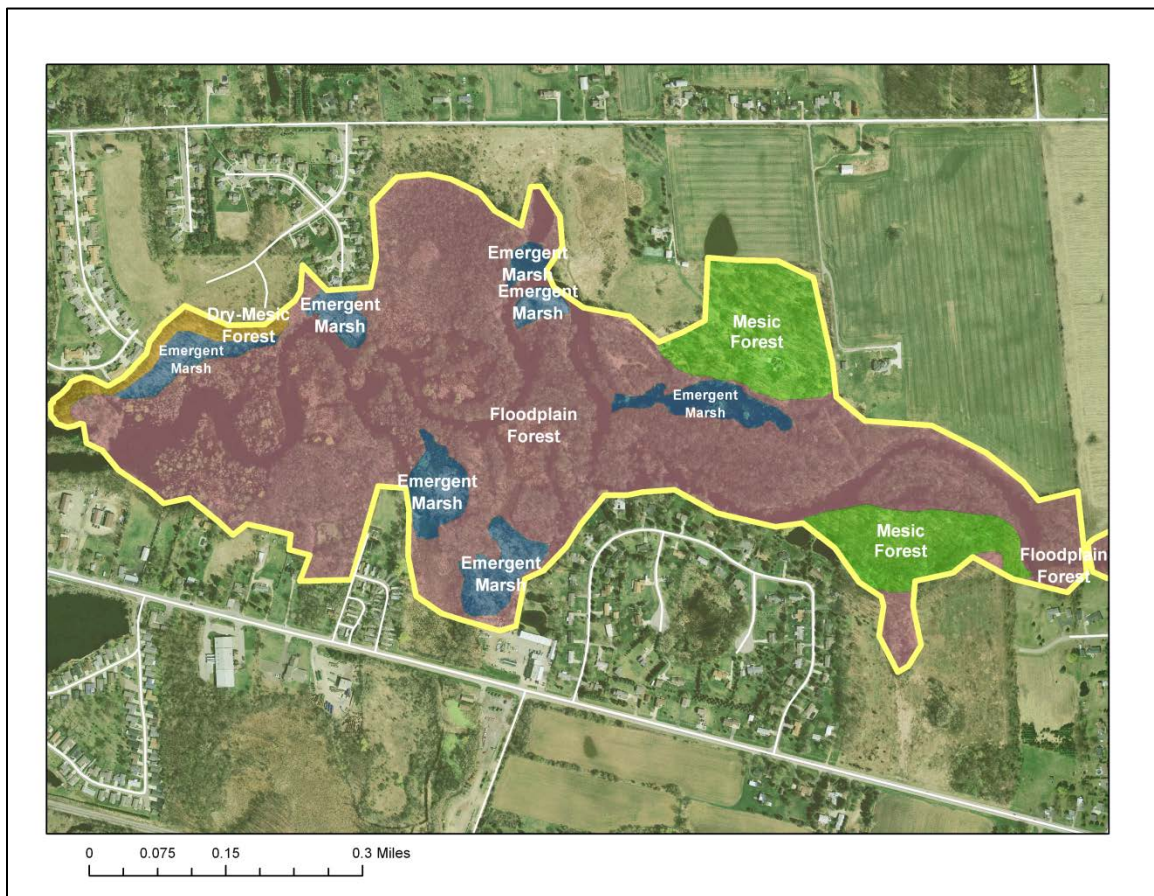 Emergent
Marsh
Emergent
Marsh
Emergent
Marsh
Dry-Mesic
Forest
Emergent
Marsh
Mesic
Forest
Emergent
Marsh
Floodplain
Forest
Emergent
Marsh
Mesic
Forest
Emergent
Marsh
Floodplain
Forest
0 0.075 0.15 0.3 Miles